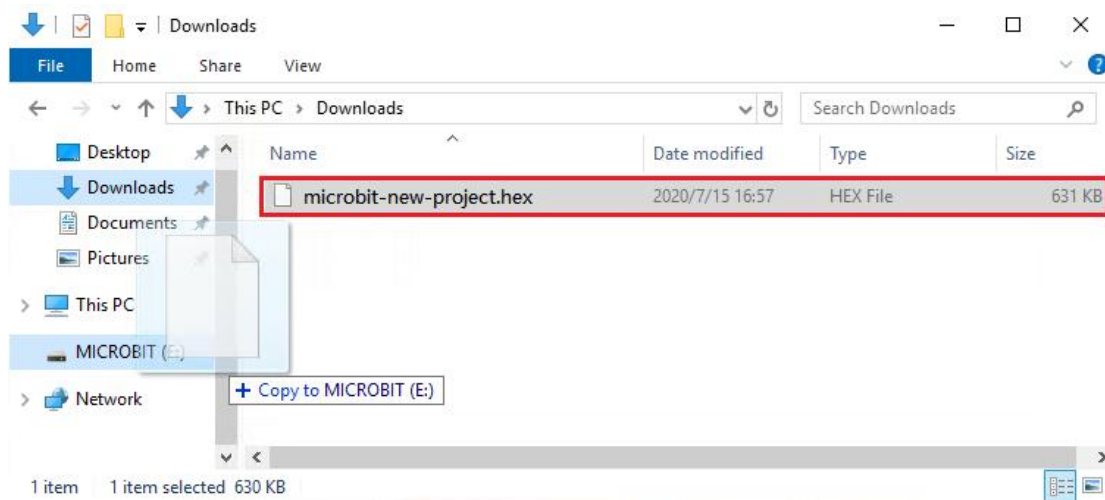 Downloads
File Home Share View
This PC > Downloads Search Downloads
Desktop
Downloads
Documents
Pictures
This PC
MICROBIT (E:)
Network
Name Date modified Type Size
microbit-new-project.hex 2020/7/15 16:57 HEX File 631 KB
+ Copy to MICROBIT (E:)
1 item 1 item selected 630 KB